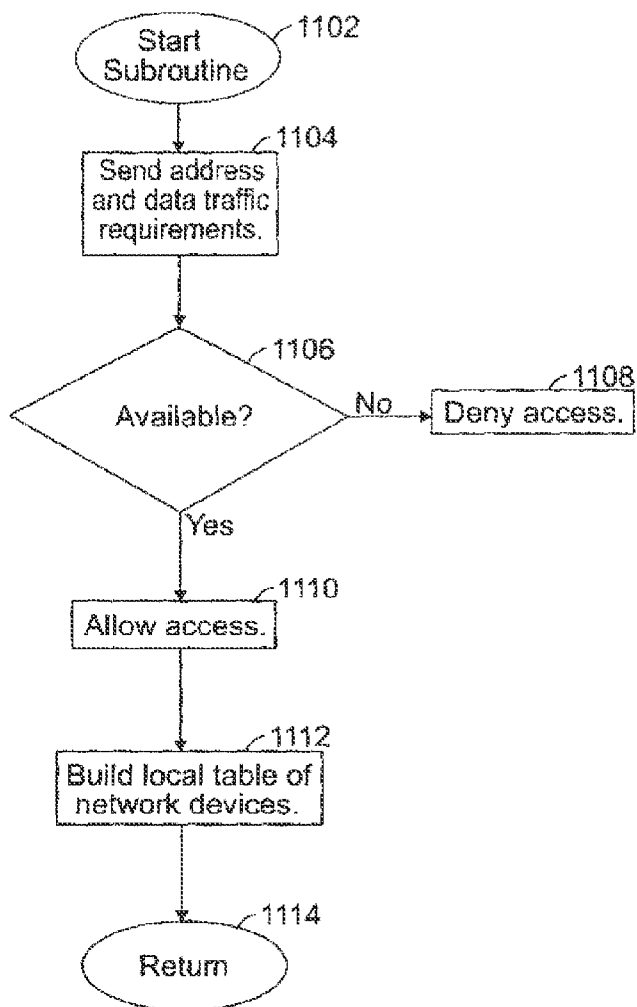 1102
Start
Subroutine
1104
Send address
and data traffic
requirements.
1106
Available?
No
1108
Deny access.
Yes
1110
Allow access.
1112
Build local table of
network devices.
1114
Return